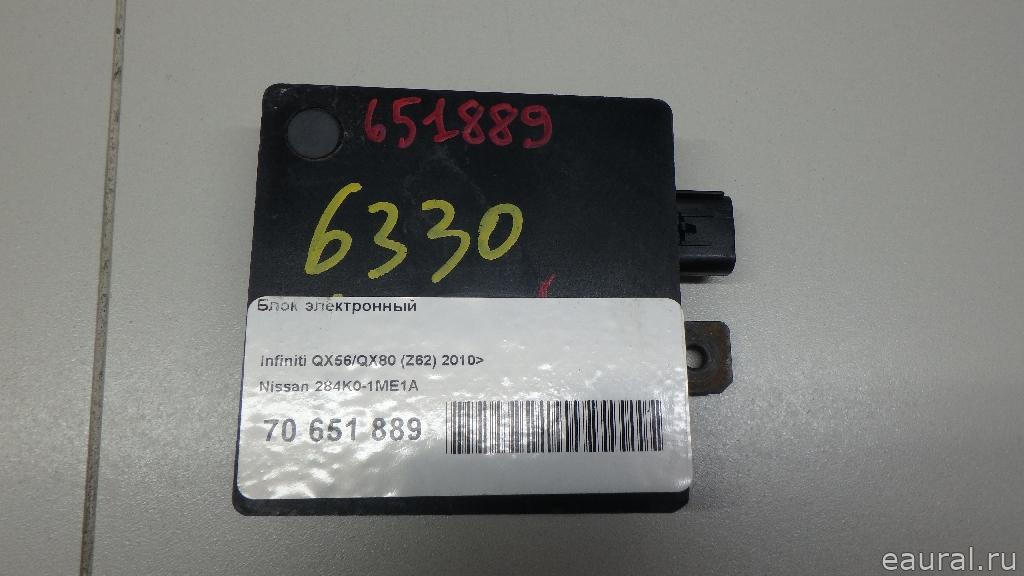 651889
6330
Блок электронный
Infiniti QX56/QX80 (Z62) 2010>
Nissan 284K0-1ME1A
70 651 889
eaural.ru